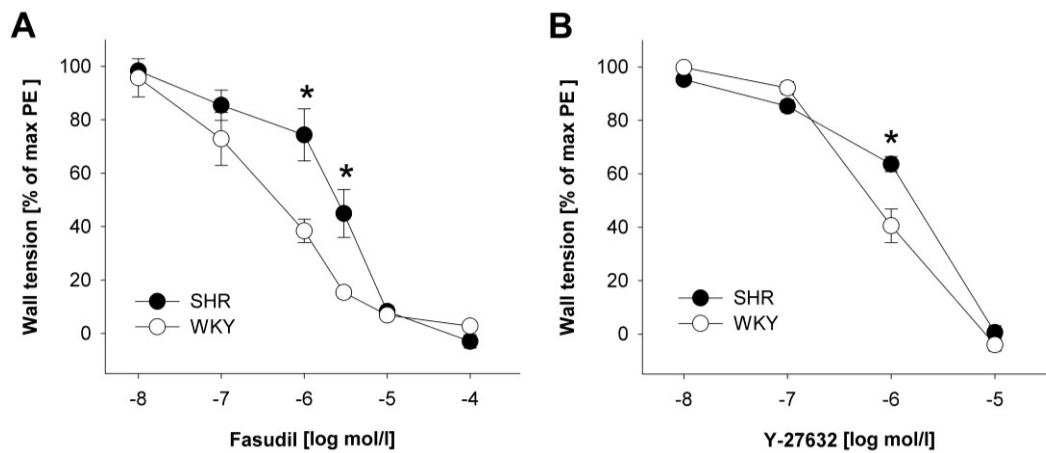 A
Wall tension [% of max PE ]
100
80
60
40
20
0
*
*
SHR
WKY
-8
-7
-6
-5
-4
Fasudil [log mol/l]
B
Wall tension [% of max PE ]
100
80
60
40
20
0
*
SHR
WKY
-8
-7
-6
-5
Y-27632 [log mol/l]